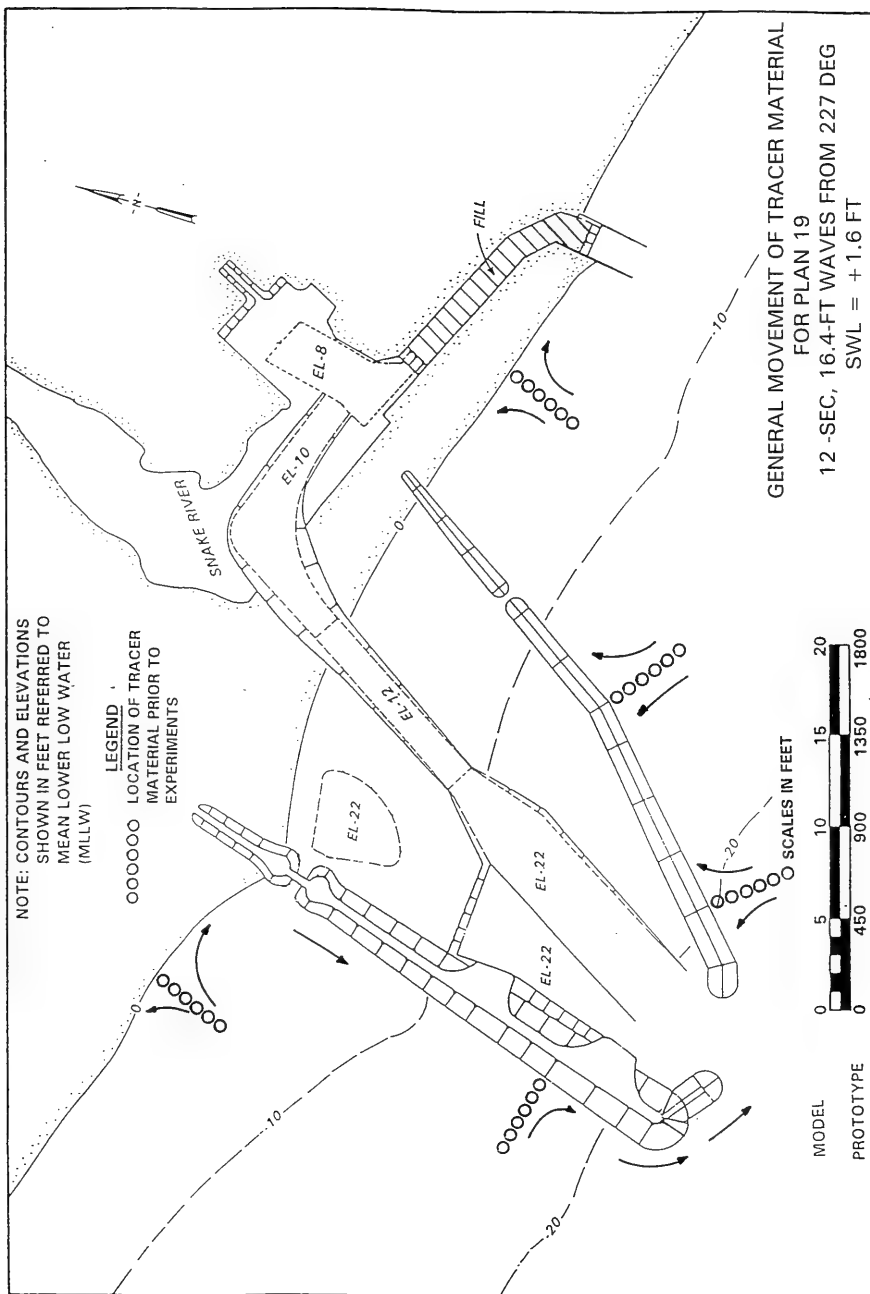 NOTE: CONTOURS AND ELEVATIONS
SHOWN IN FEET REFERRED TO
MEAN LOWER LOW WATER
(MLLW)
LEGEND
OOOOOO LOCATION OF TRACER
MATERIAL PRIOR TO
EXPERIMENTS
-N-
SNAKE RIVER
EL-8
EL-10
EL-12
EL-22
EL-22
EL-22
FILL
0
0
-10
-10
-20
-20
SCALES IN FEET
MODEL 0 5 10 15 20
PROTOTYPE 0 450 900 1350 1800
GENERAL MOVEMENT OF TRACER MATERIAL
FOR PLAN 19
12 -SEC, 16.4-FT WAVES FROM 227 DEG
SWL = +1.6 FT